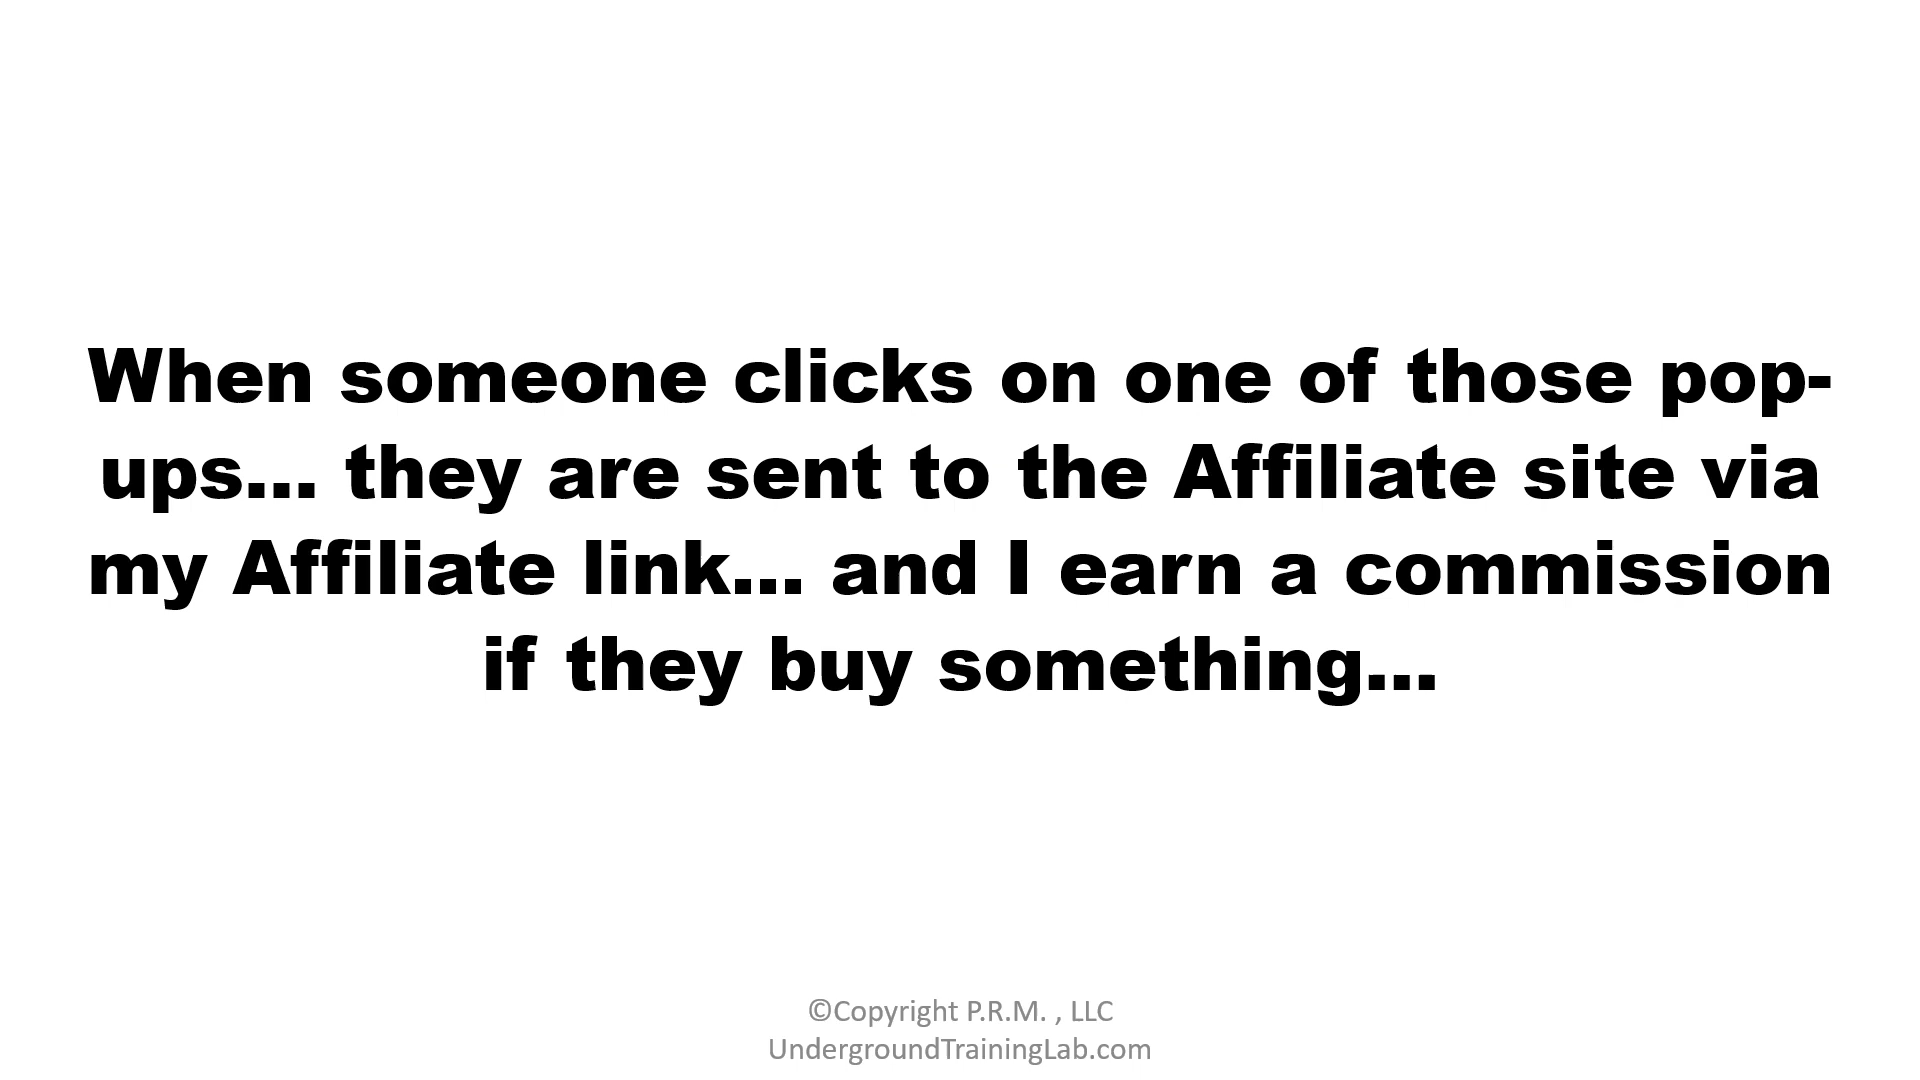 When someone clicks on one of those pop-
ups... they are sent to the Affiliate site via
my Affiliate link... and I earn a commission
if they buy something...
©Copyright P.R.M. , LLC
UndergroundTrainingLab.com